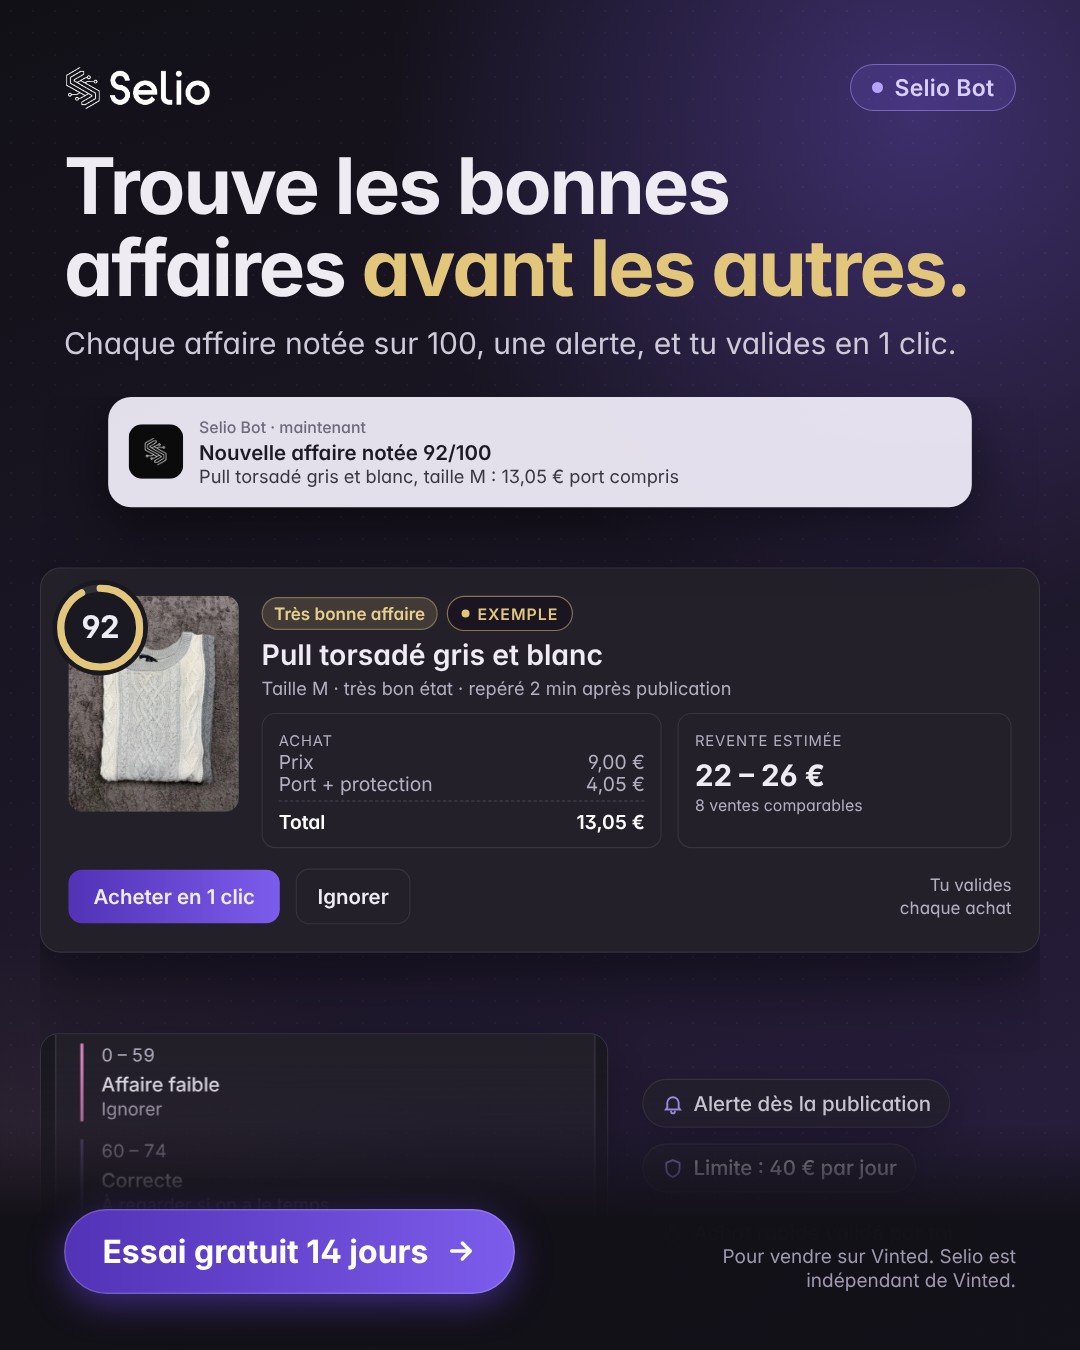 Selio
Selio Bot
Trouve les bonnes
affaires avant les autres.
Chaque affaire notée sur 100, une alerte, et tu valides en 1 clic.
Selio Bot · maintenant
Nouvelle affaire notée 92/100
Pull torsadé gris et blanc, taille M : 13,05 € port compris
92
Très bonne affaire
EXEMPLE
Pull torsadé gris et blanc
Taille M · très bon état · repéré 2 min après publication
ACHAT
Prix 9,00 €
Port + protection 4,05 €
Total 13,05 €
REVENTE ESTIMÉE
22 – 26 €
8 ventes comparables
Acheter en 1 clic
Ignorer
Tu valides
chaque achat
0 – 59
Affaire faible
Ignorer
60 – 74
Correcte
À regarder si on a le temps
Alerte dès la publication
Limite : 40 € par jour
Essai gratuit 14 jours →
Pour vendre sur Vinted. Selio est
indépendant de Vinted.